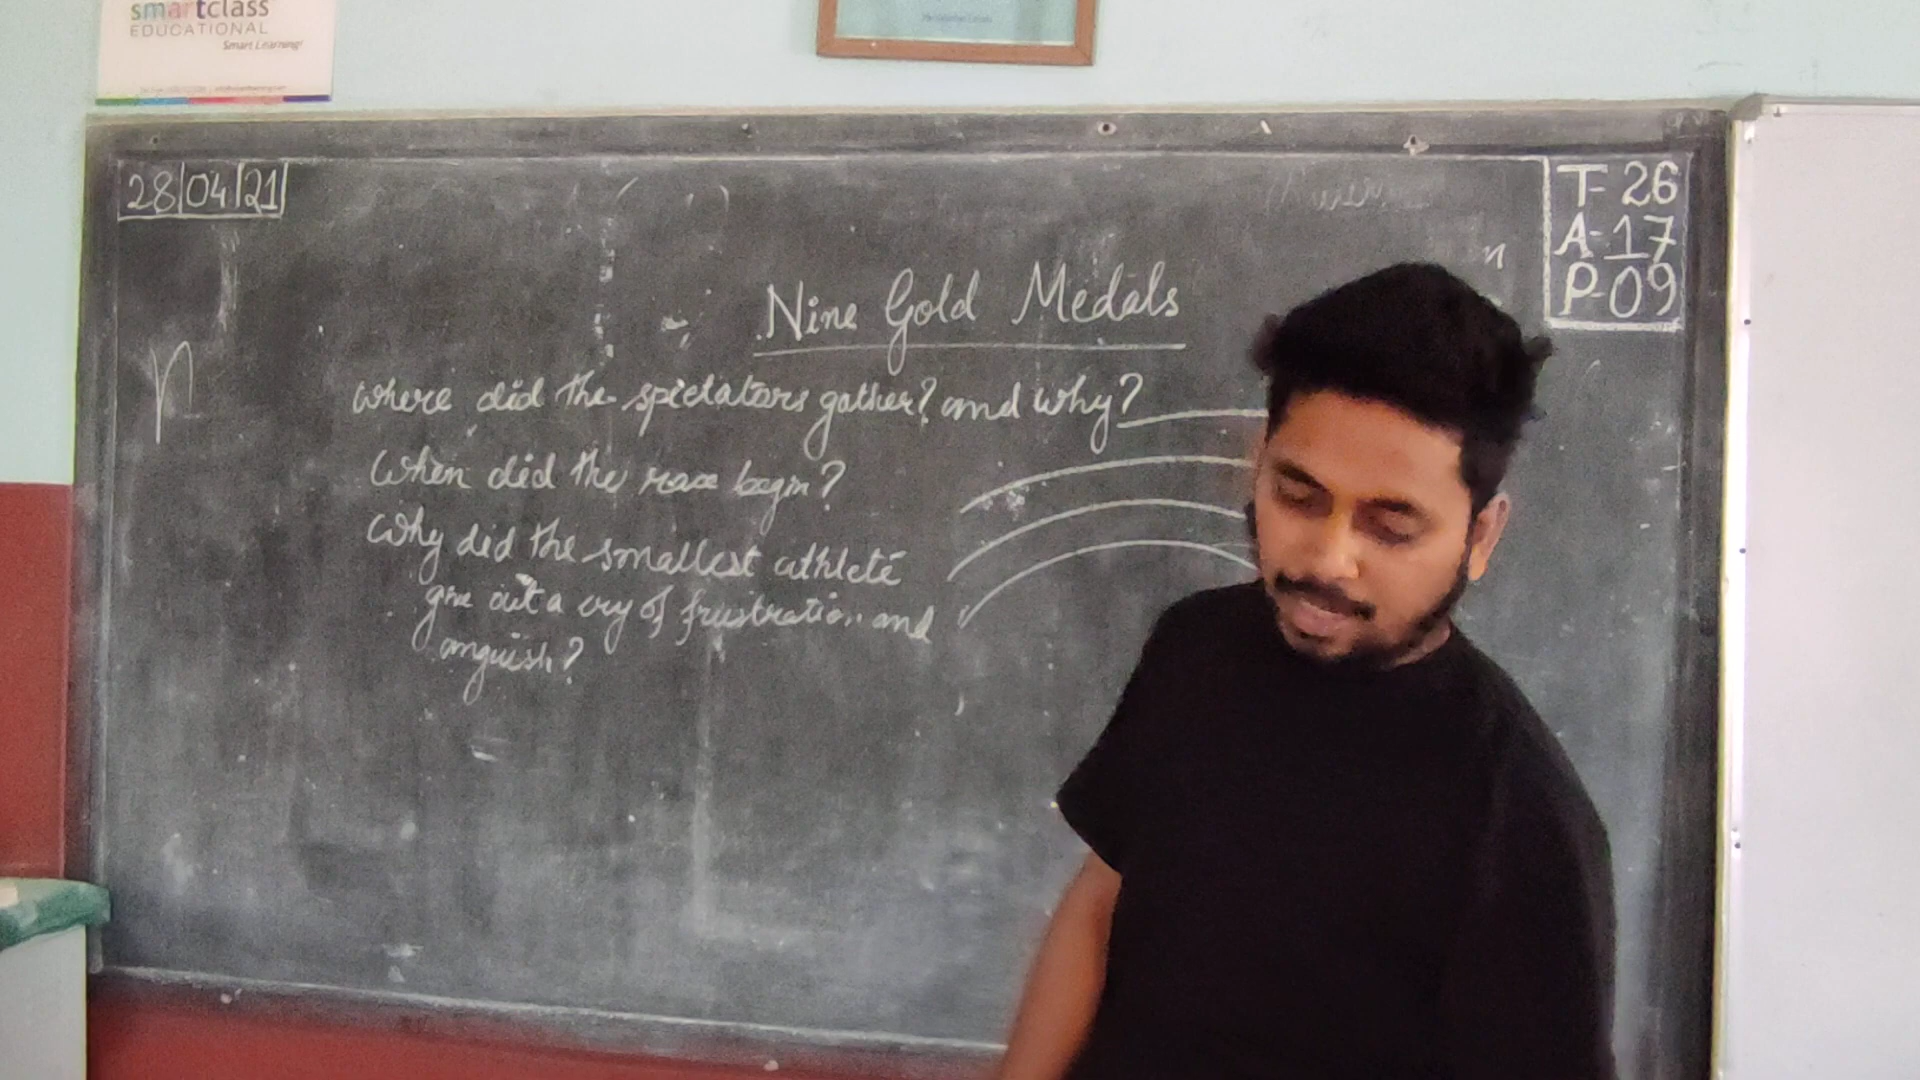 smartclass
EDUCATIONAL
Smart Learning!
28/04/21
T- 26
A- 17
P-09
n
Nine Gold Medals
n
where did the spectators gather? and why?
When did the race begin?
Why did the smallest athlete
give out a cry of frustration and
anguish?